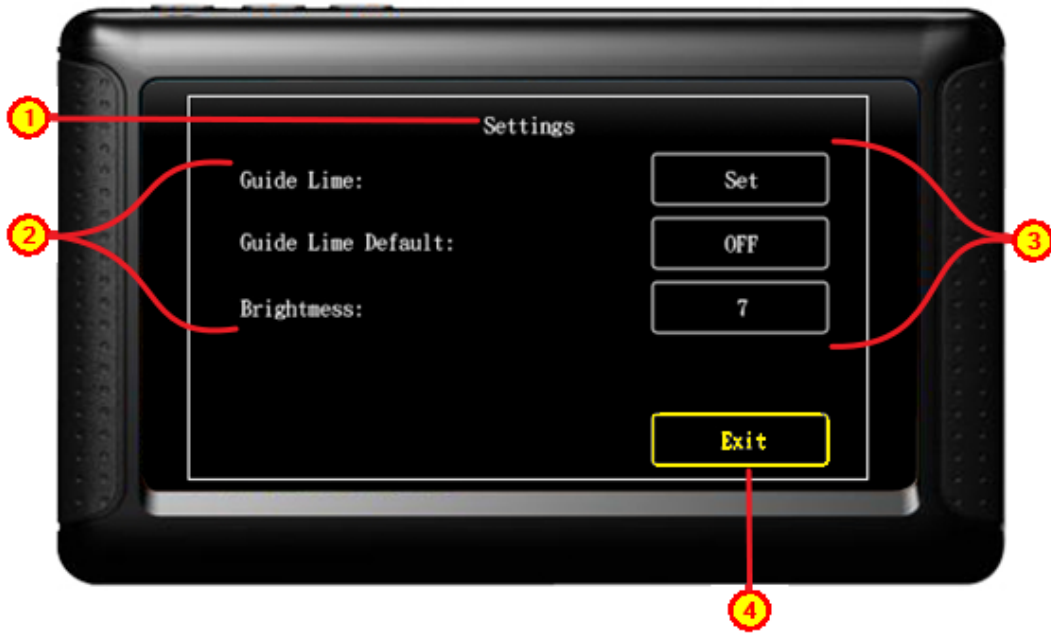 1
Settings
Guide Lime:
Set
2
Guide Lime Default:
OFF
3
Brightmess:
7
Exit
4